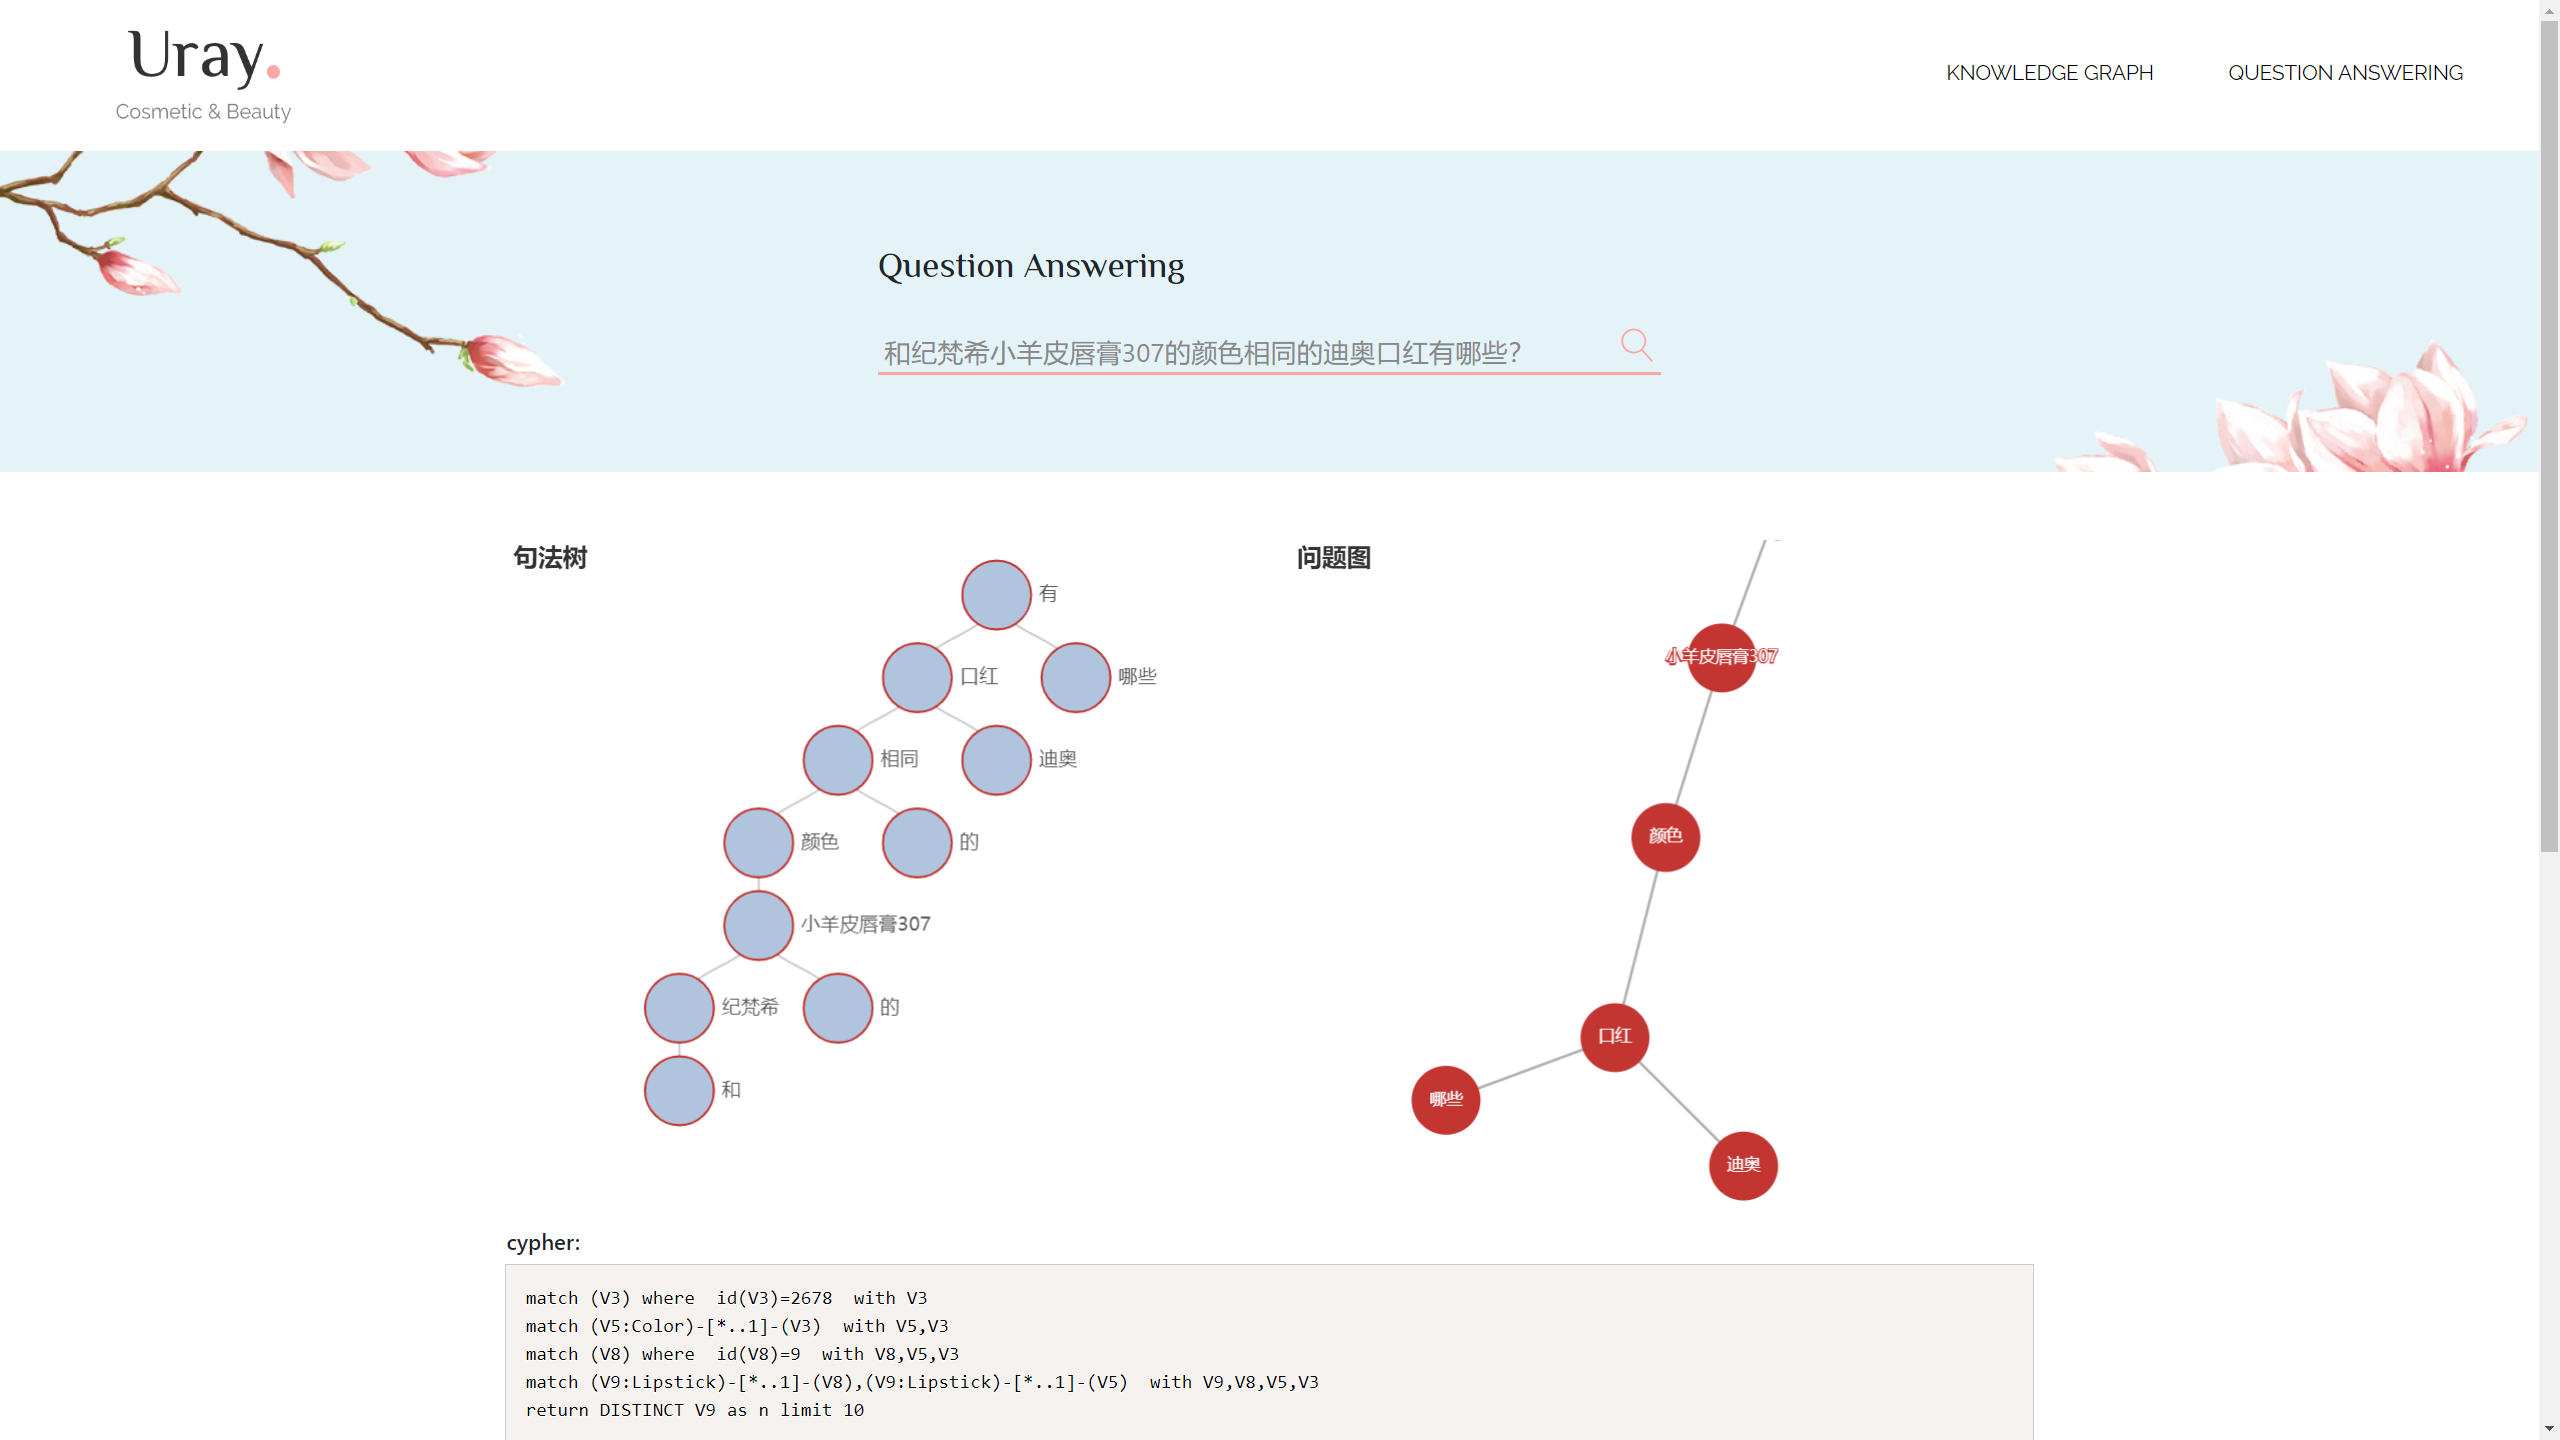 Uray.
Cosmetic & Beauty
KNOWLEDGE GRAPH
QUESTION ANSWERING
Question Answering
和纪梵希小羊皮唇膏307的颜色相同的迪奥口红有哪些?
句法树
有
口红
哪些
相同
迪奥
颜色
的
小羊皮唇膏307
纪梵希
的
和
问题图
小羊皮唇膏307
颜色
口红
哪些
迪奥
cypher:
match (V3) where  id(V3)=2678  with V3
match (V5:Color)-[*..1]-(V3)  with V5,V3
match (V8) where  id(V8)=9  with V8,V5,V3
match (V9:Lipstick)-[*..1]-(V8),(V9:Lipstick)-[*..1]-(V5)  with V9,V8,V5,V3
return DISTINCT V9 as n limit 10